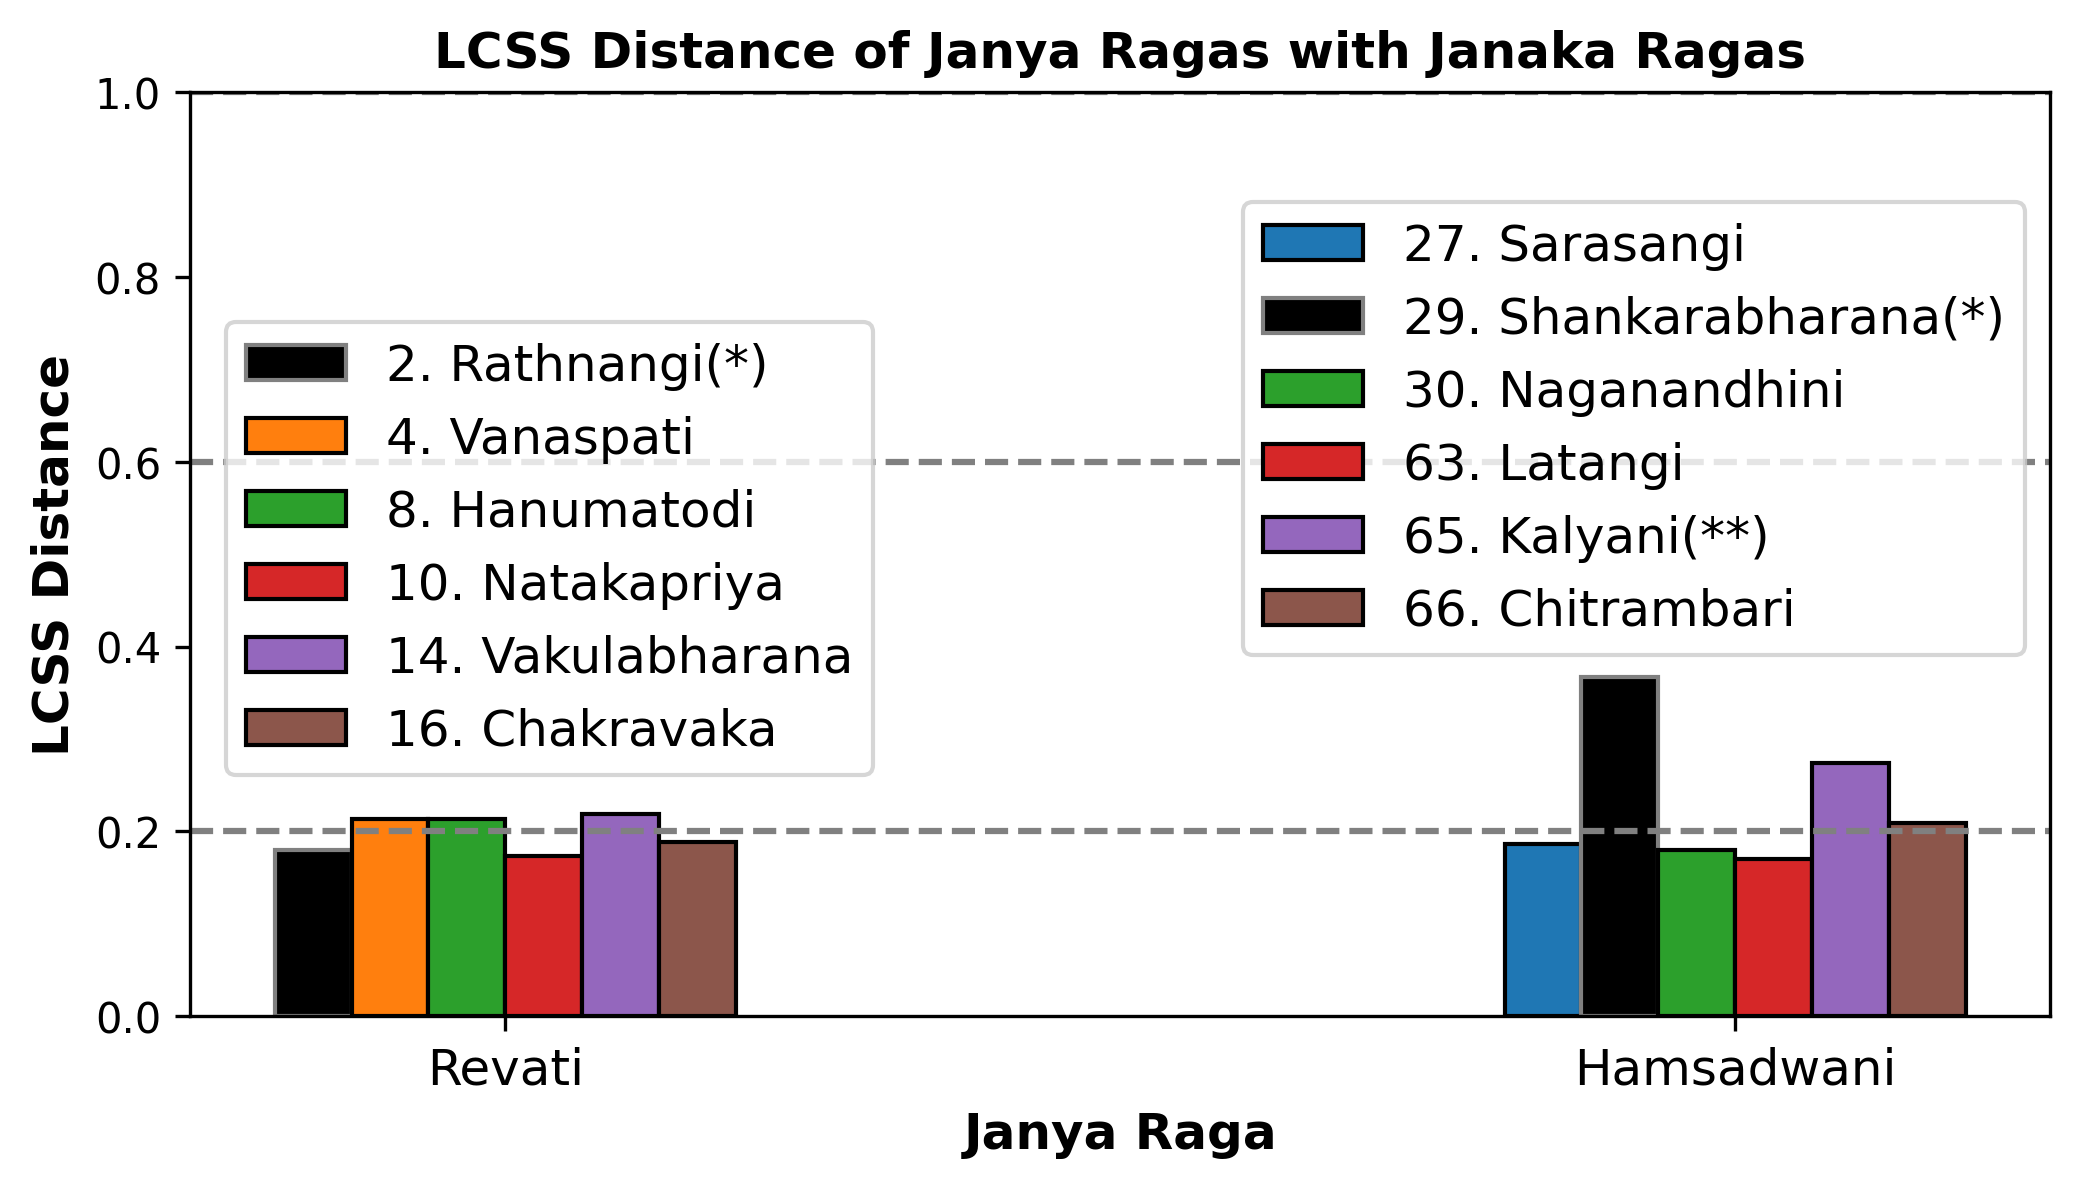 LCSS Distance of Janya Ragas with Janaka Ragas
LCSS Distance
1.0
0.8
0.6
0.4
0.2
0.0
2. Rathnangi(*)
4. Vanaspati
8. Hanumatodi
10. Natakapriya
14. Vakulabharana
16. Chakravaka
27. Sarasangi
29. Shankarabharana(*)
30. Naganandhini
63. Latangi
65. Kalyani(**)
66. Chitrambari
Revati
Hamsadwani
Janya Raga